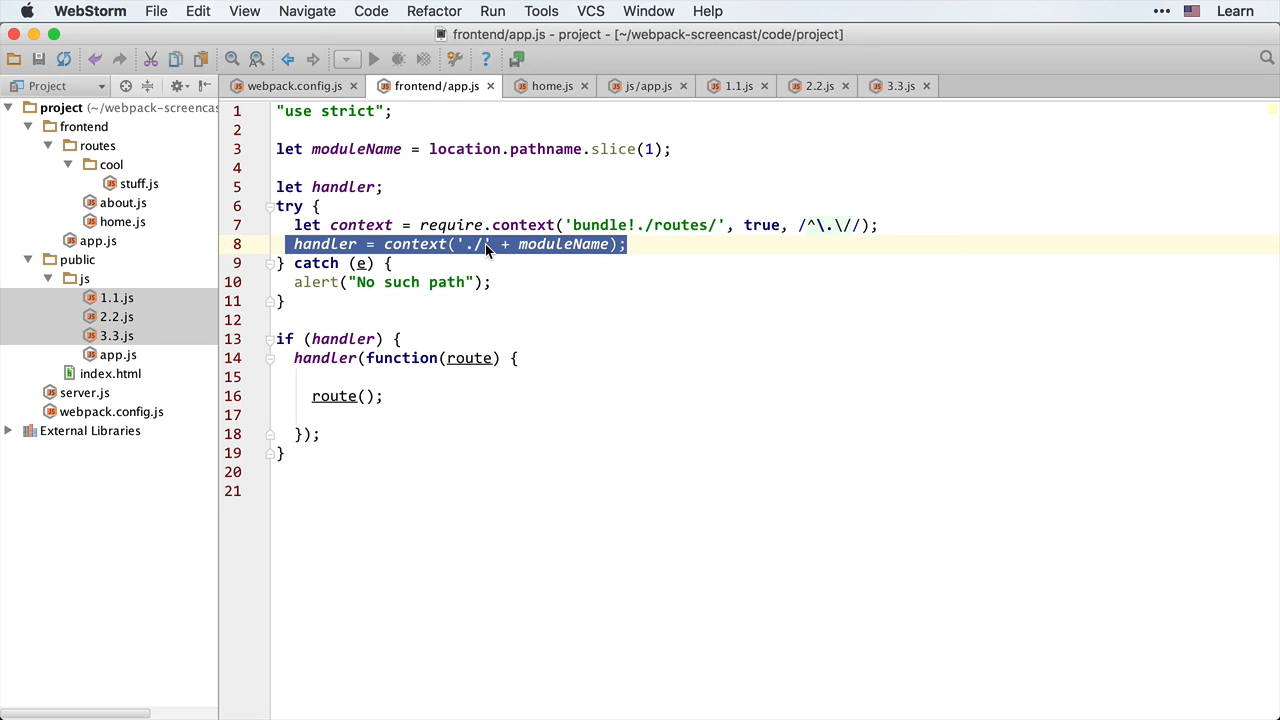 WebStorm File Edit View Navigate Code Refactor Run Tools VCS Window Help ••• Learn
frontend/app.js - project - [~/webpack-screencast/code/project]
Project webpack.config.js frontend/app.js home.js js/app.js 1.1.js 2.2.js 3.3.js
project (~/webpack-screencas
frontend
routes
cool
stuff.js
about.js
home.js
app.js
public
js
1.1.js
2.2.js
3.3.js
app.js
index.html
server.js
webpack.config.js
External Libraries
1 "use strict";
2
3 let moduleName = location.pathname.slice(1);
4
5 let handler;
6 try {
7 let context = require.context('bundle!./routes/', true, /^\.\//);
8 handler = context('./' + moduleName);
9 } catch (e) {
10 alert("No such path");
11 }
12
13 if (handler) {
14 handler(function(route) {
15
16 route();
17
18 });
19 }
20
21